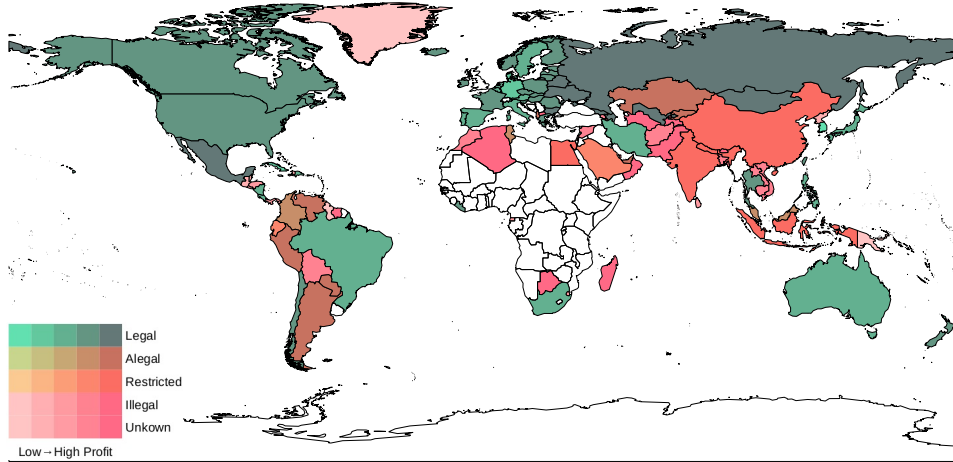 Legal
Alegal
Restricted
Illegal
Unkown
Low→High Profit